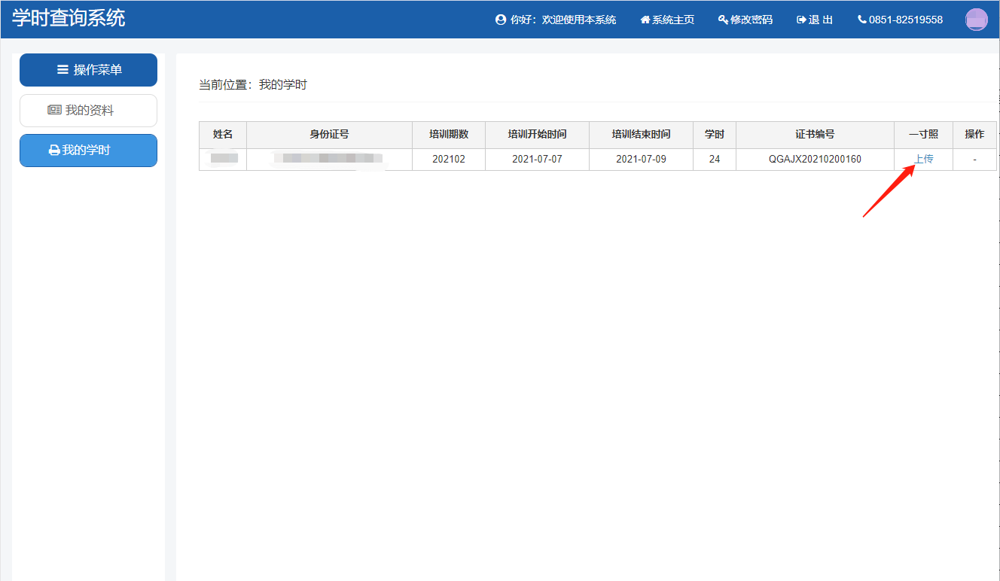 学时查询系统
你好：欢迎使用本系统 系统主页 修改密码 退 出 0851-82519558
操作菜单
我的资料
我的学时
当前位置：我的学时
姓名 身份证号 培训期数 培训开始时间 培训结束时间 学时 证书编号 一寸照 操作
202102 2021-07-07 2021-07-09 24 QGAJX20210200160 上传 -